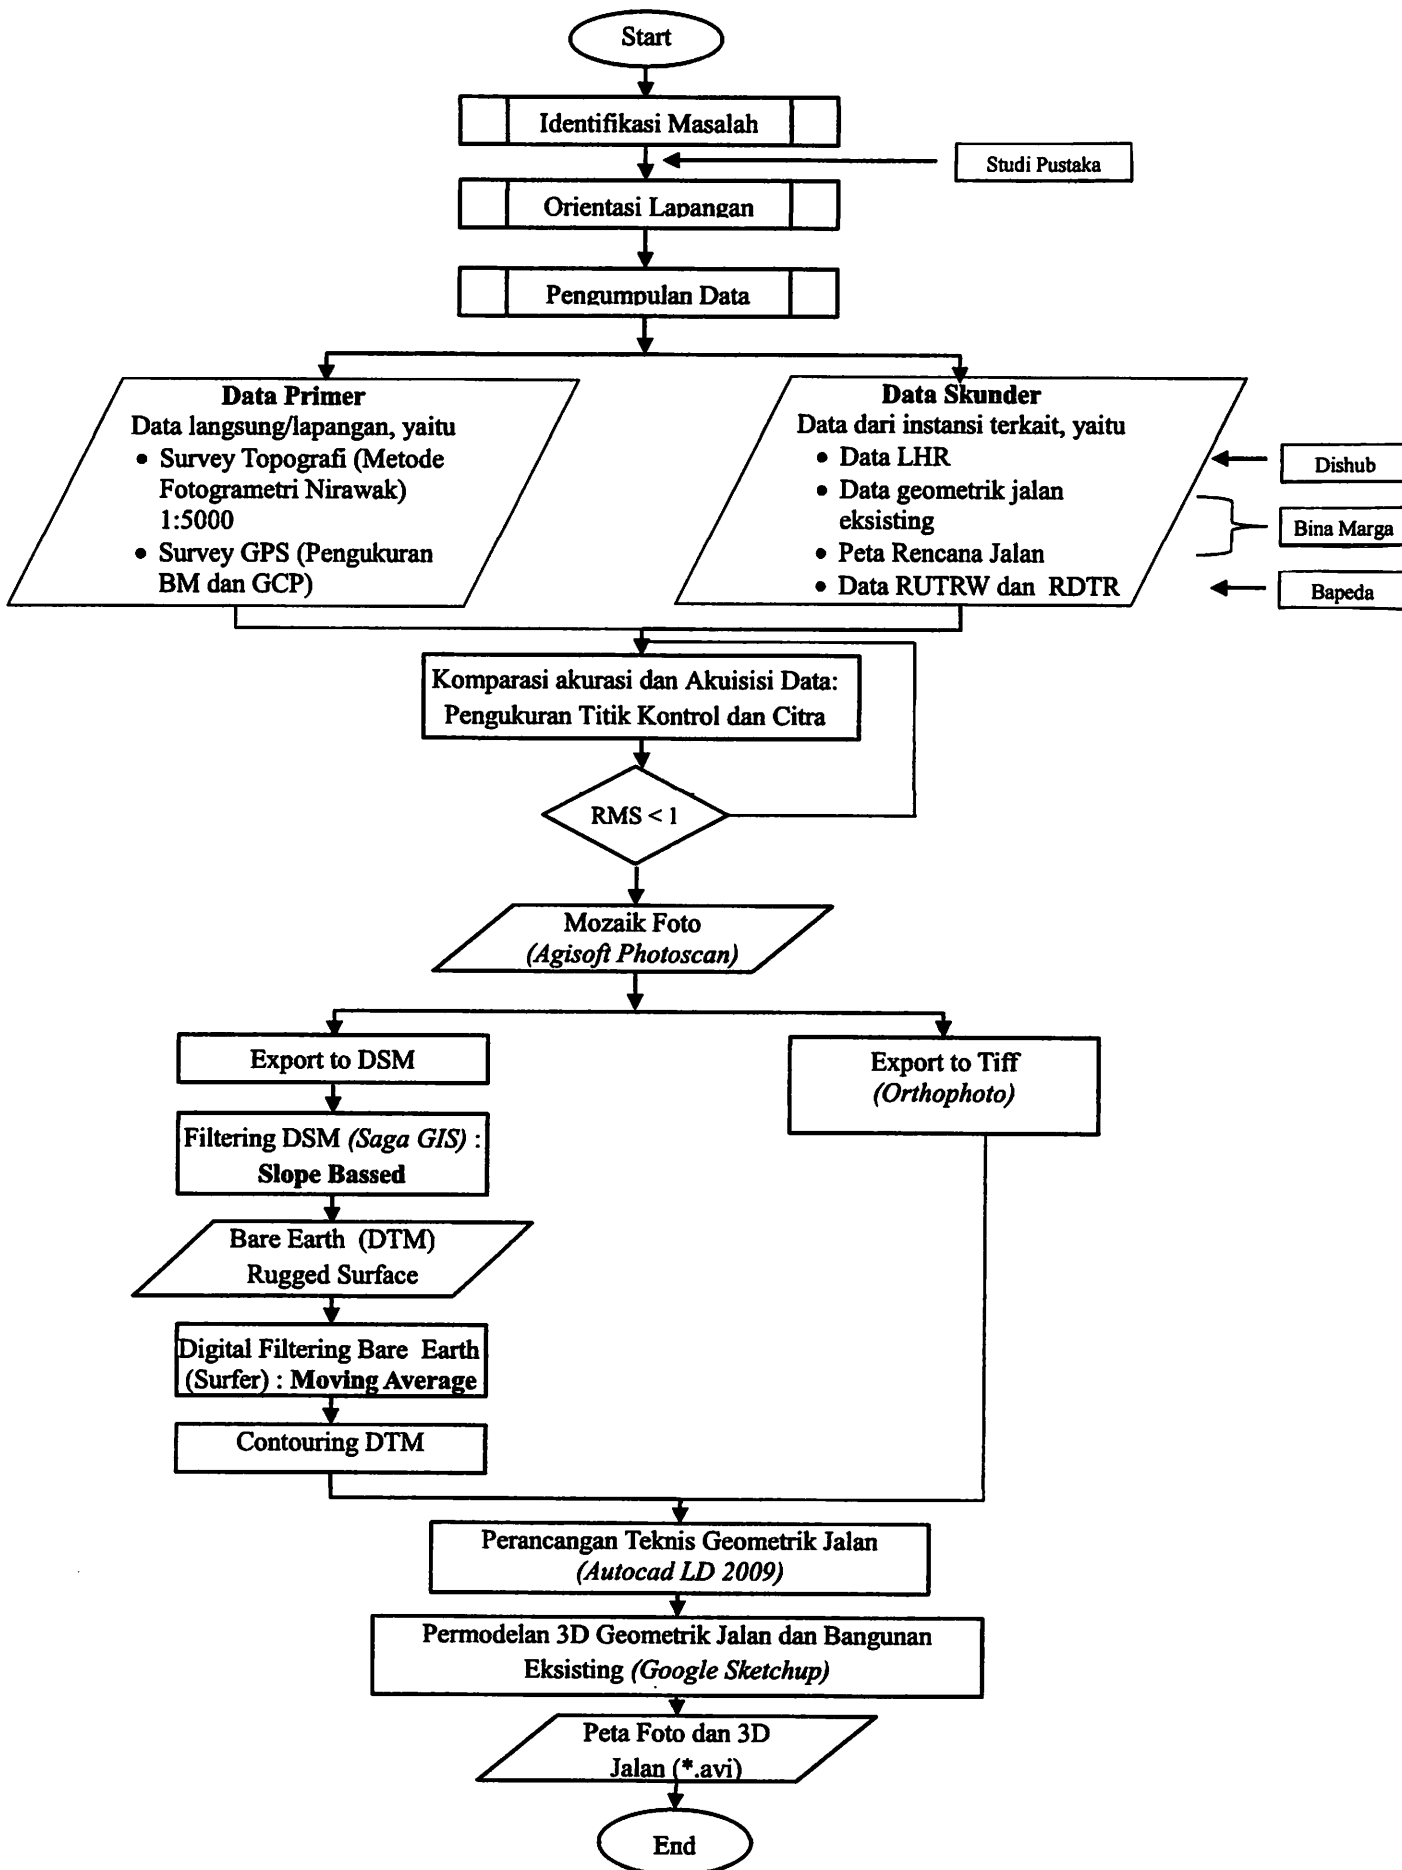 Start
Identifikasi Masalah
Studi Pustaka
Orientasi Lapangan
Pengumpulan Data
Data Primer
Data langsung/lapangan, yaitu
• Survey Topografi (Metode
Fotogrametri Nirawak)
1:5000
• Survey GPS (Pengukuran
BM dan GCP)
Data Skunder
Data dari instansi terkait, yaitu
• Data LHR
• Data geometrik jalan
eksisting
• Peta Rencana Jalan
• Data RUTRW dan RDTR
Dishub
Bina Marga
Bapeda
Komparasi akurasi dan Akuisisi Data:
Pengukuran Titik Kontrol dan Citra
RMS < 1
Mozaik Foto
(Agisoft Photoscan)
Export to DSM
Filtering DSM (Saga GIS) :
Slope Bassed
Bare Earth (DTM)
Rugged Surface
Digital Filtering Bare Earth
(Surfer) : Moving Average
Contouring DTM
Export to Tiff
(Orthophoto)
Perancangan Teknis Geometrik Jalan
(Autocad LD 2009)
Permodelan 3D Geometrik Jalan dan Bangunan
Eksisting (Google Sketchup)
Peta Foto dan 3D
Jalan (*.avi)
End